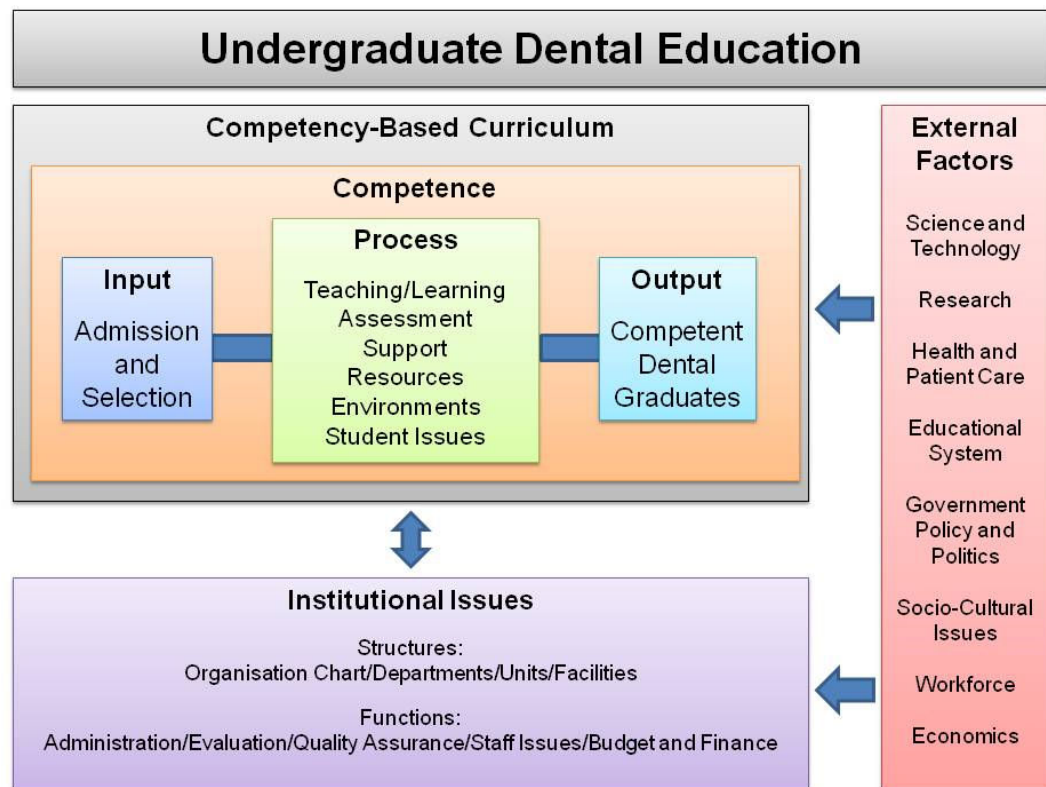 Undergraduate Dental Education
Competency-Based Curriculum
Competence
Input
Admission
and
Selection
Process
Teaching/Learning
Assessment
Support
Resources
Environments
Student Issues
Output
Competent
Dental
Graduates
Institutional Issues
Structures:
Organisation Chart/Departments/Units/Facilities
Functions:
Administration/Evaluation/Quality Assurance/Staff Issues/Budget and Finance
External
Factors
Science and
Technology
Research
Health and
Patient Care
Educational
System
Government
Policy and
Politics
Socio-Cultural
Issues
Workforce
Economics